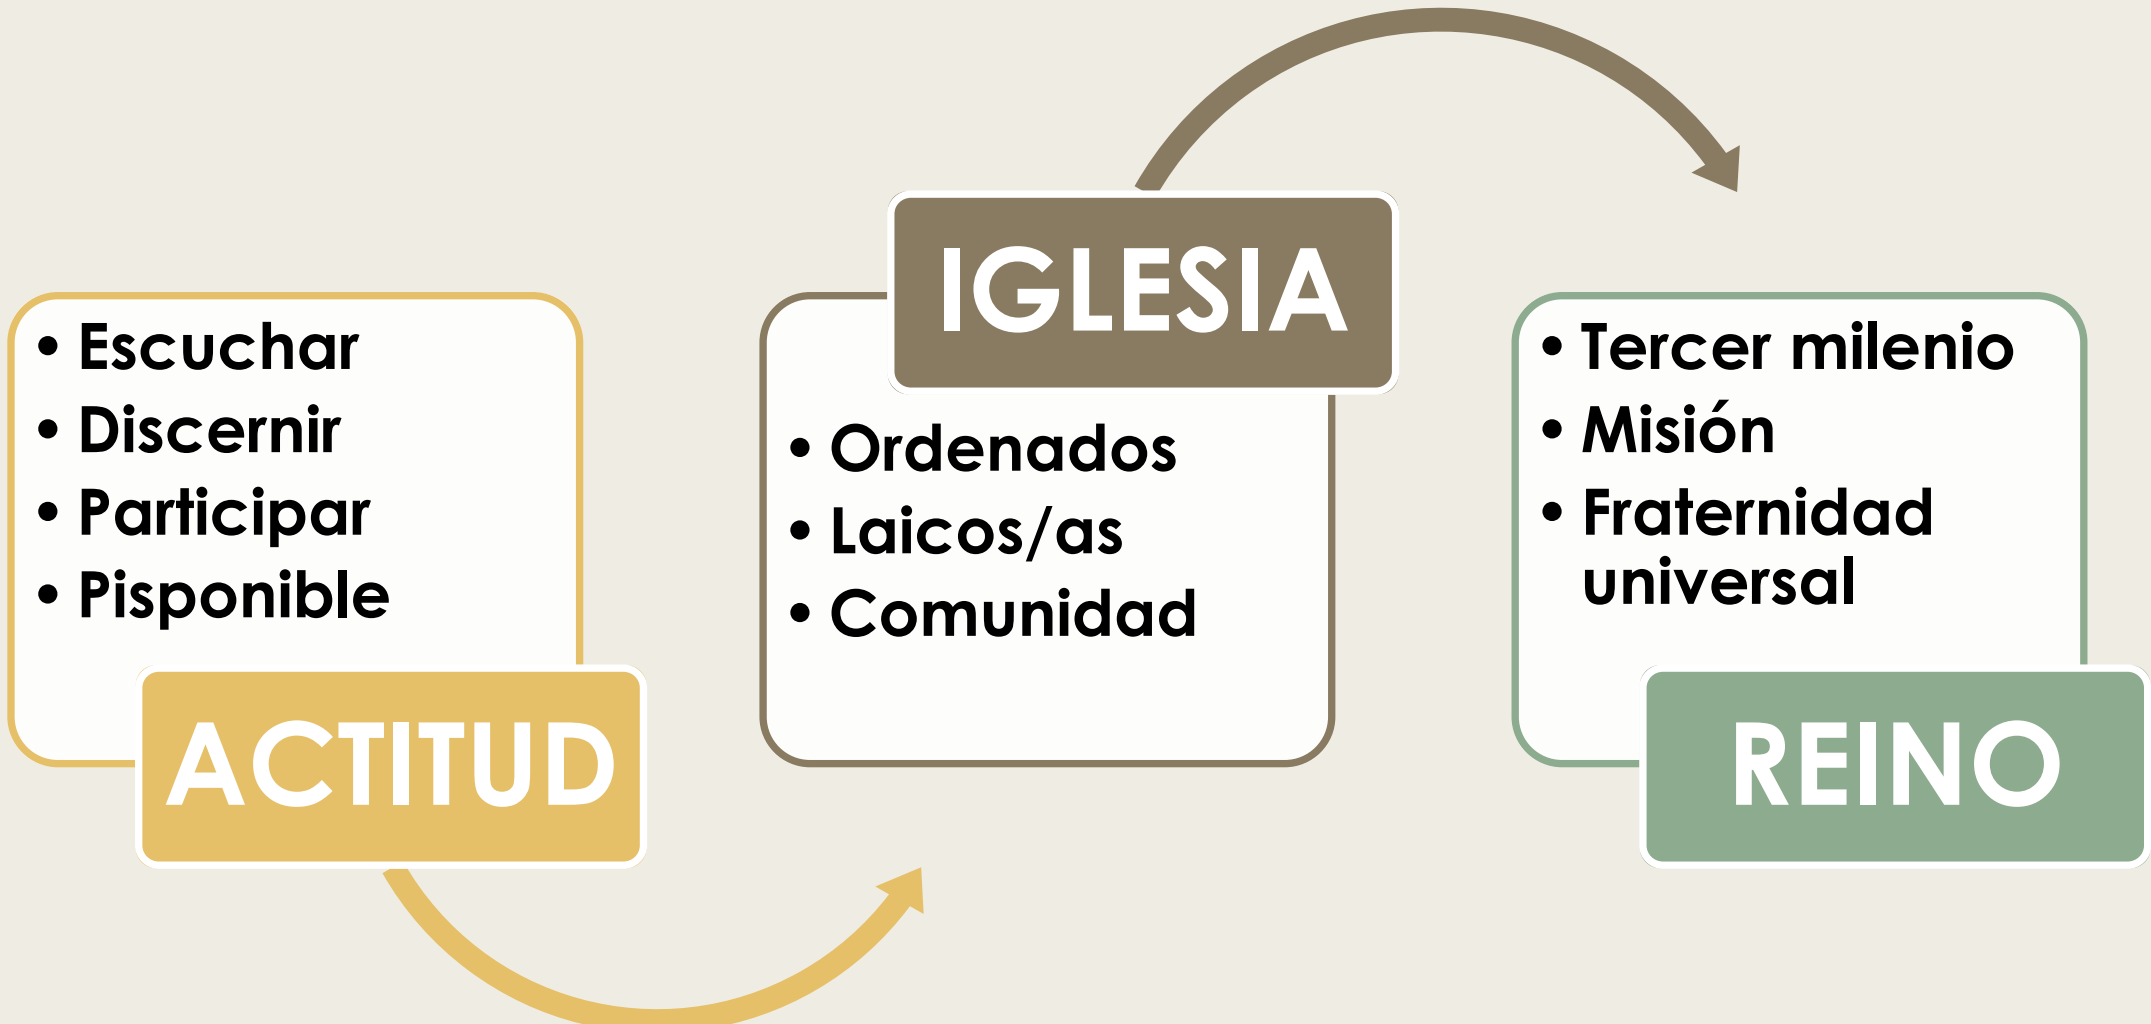 • Escuchar
• Discernir
• Participar
• Pisponible
ACTITUD
IGLESIA
• Ordenados
• Laicos/as
• Comunidad
• Tercer milenio
• Misión
• Fraternidad
universal
REINO